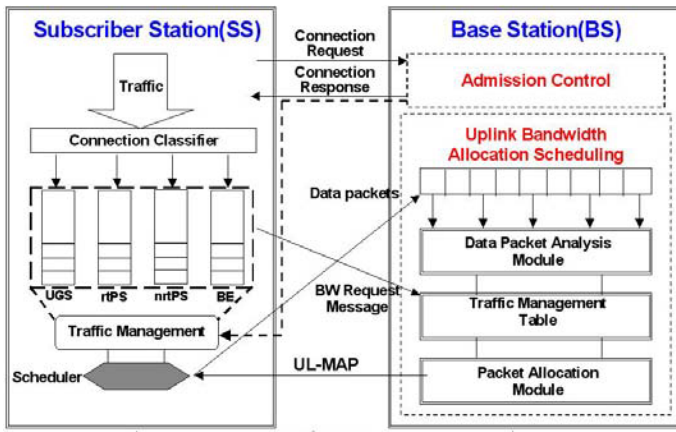 Subscriber Station(SS)
Traffic
Connection Classifier
UGS
rtPS
nrtPS
BE
Traffic Management
Scheduler
Connection
Request
Connection
Response
Data packets
BW Request
Message
UL-MAP
Base Station(BS)
Admission Control
Uplink Bandwidth
Allocation Scheduling
Data Packet Analysis
Module
Traffic Management
Table
Packet Allocation
Module